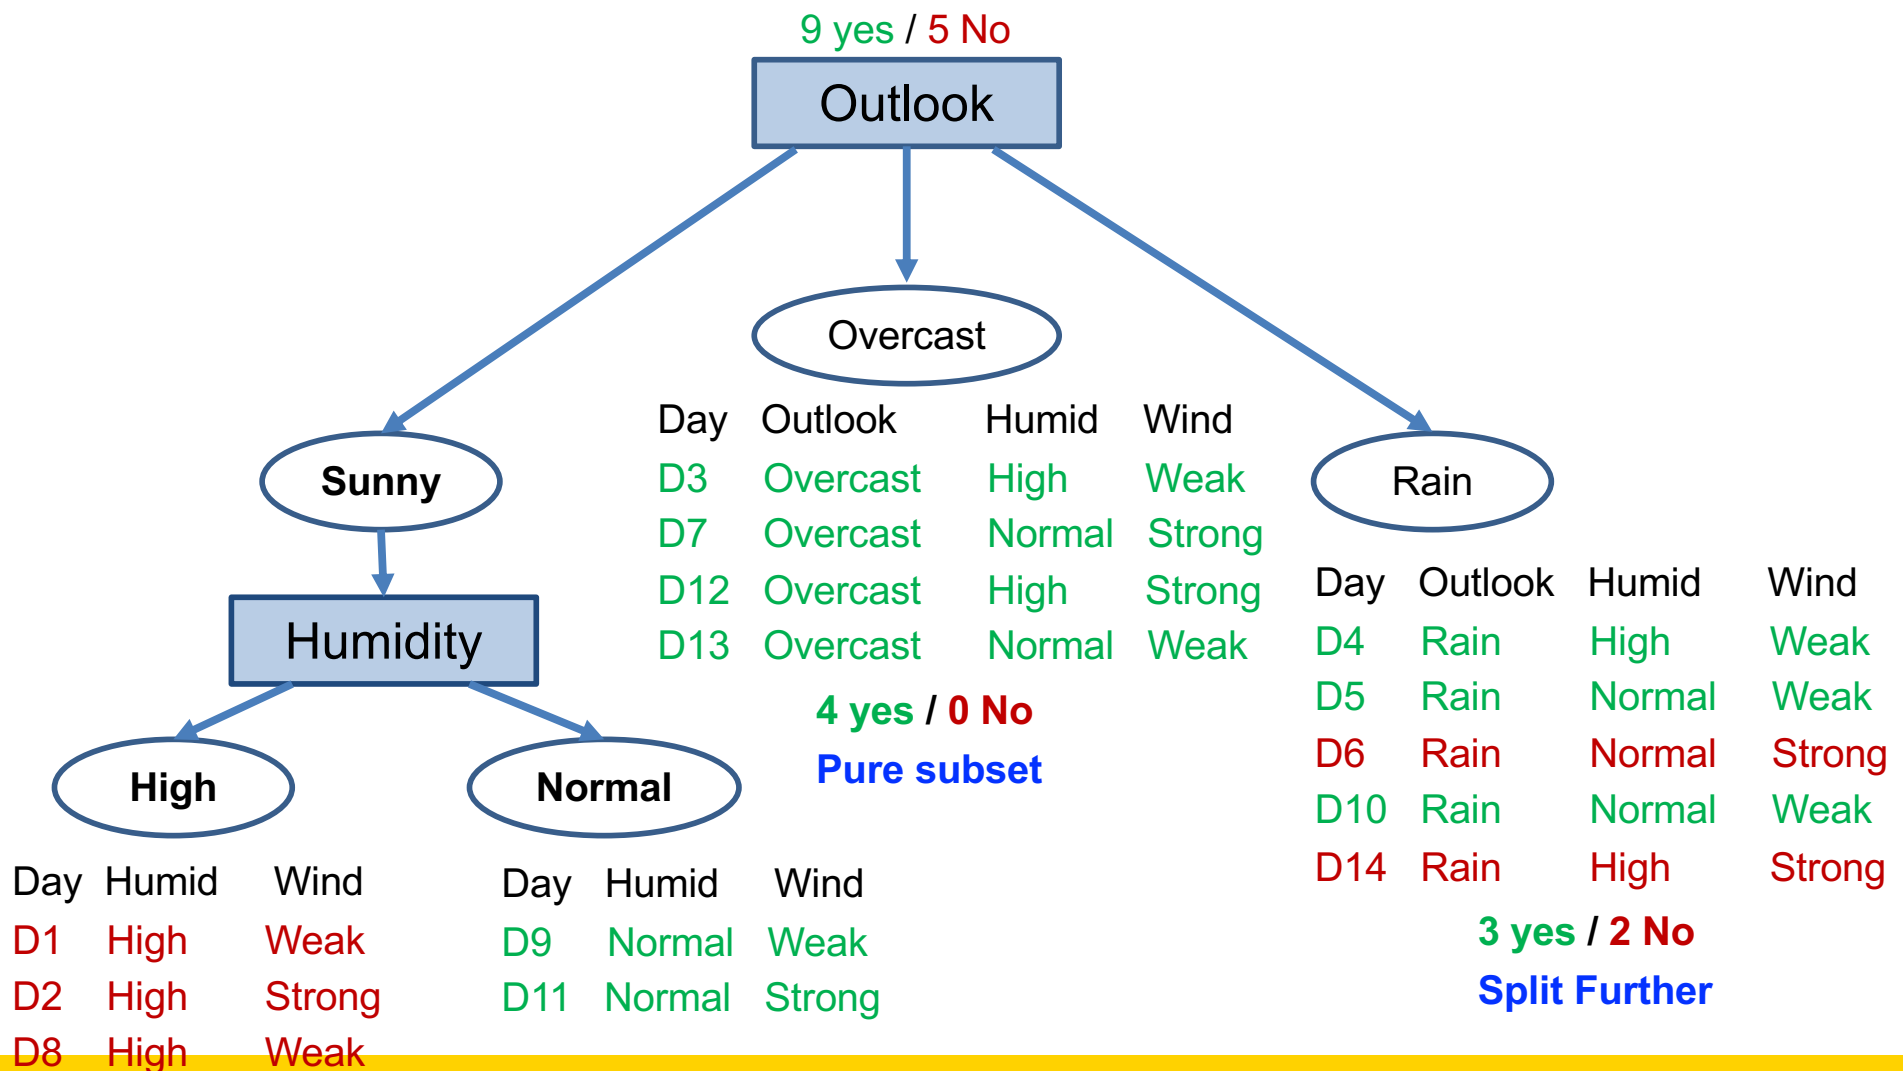 9 yes / 5 No
Outlook
Overcast
Day Outlook Humid Wind
D3 Overcast High Weak
D7 Overcast Normal Strong
D12 Overcast High Strong
D13 Overcast Normal Weak
4 yes / 0 No
Pure subset
Sunny
Humidity
High
Day Humid Wind
D1 High Weak
D2 High Strong
D8 High Weak
Normal
Day Humid Wind
D9 Normal Weak
D11 Normal Strong
Rain
Day Outlook Humid Wind
D4 Rain High Weak
D5 Rain Normal Weak
D6 Rain Normal Strong
D10 Rain Normal Weak
D14 Rain High Strong
3 yes / 2 No
Split Further